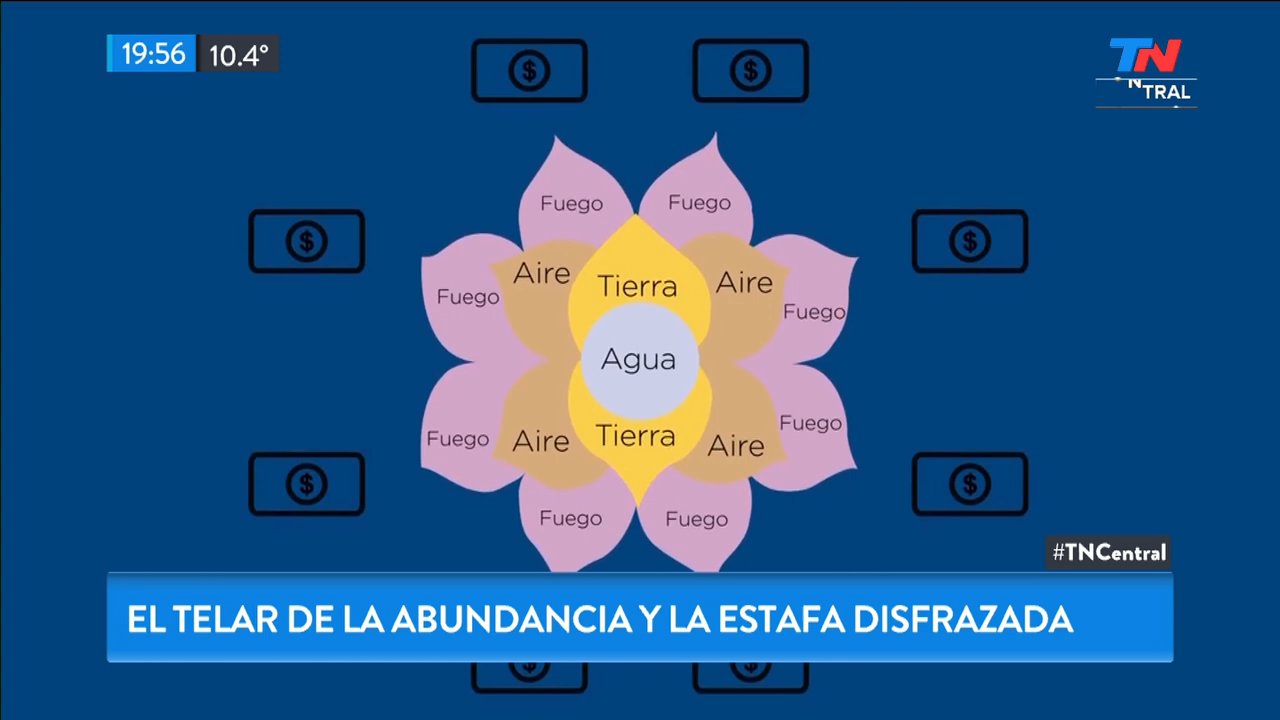 19:56 10.4°
TN
TRAL
$ $
Fuego Fuego
$ $
Aire Tierra Aire
Fuego Fuego
Agua
Fuego Aire Tierra Aire Fuego
$ $
Fuego Fuego
#TNCentral
EL TELAR DE LA ABUNDANCIA Y LA ESTAFA DISFRAZADA
$ $